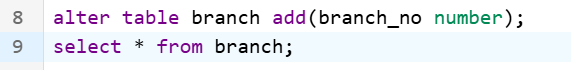 8 alter table branch add(branch_no number);
9 select * from branch;